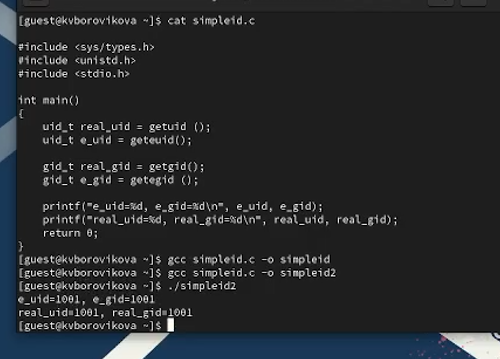 [guest@kvborovikova ~]$ cat simpleid.c
#include <sys/types.h>
#include <unistd.h>
#include <stdio.h>
int main()
{
uid_t real_uid = getuid ();
uid_t e_uid = geteuid();
gid_t real_gid = getgid();
gid_t e_gid = getegid ();
printf("e_uid=%d, e_gid=%d\n", e_uid, e_gid);
printf("real_uid=%d, real_gid=%d\n", real_uid, real_gid);
return 0;
}
[guest@kvborovikova ~]$ gcc simpleid.c -o simpleid
[guest@kvborovikova ~]$ gcc simpleid.c -o simpleid2
[guest@kvborovikova ~]$ ./simpleid2
e_uid=1001, e_gid=1001
real_uid=1001, real_gid=1001
[guest@kvborovikova ~]$